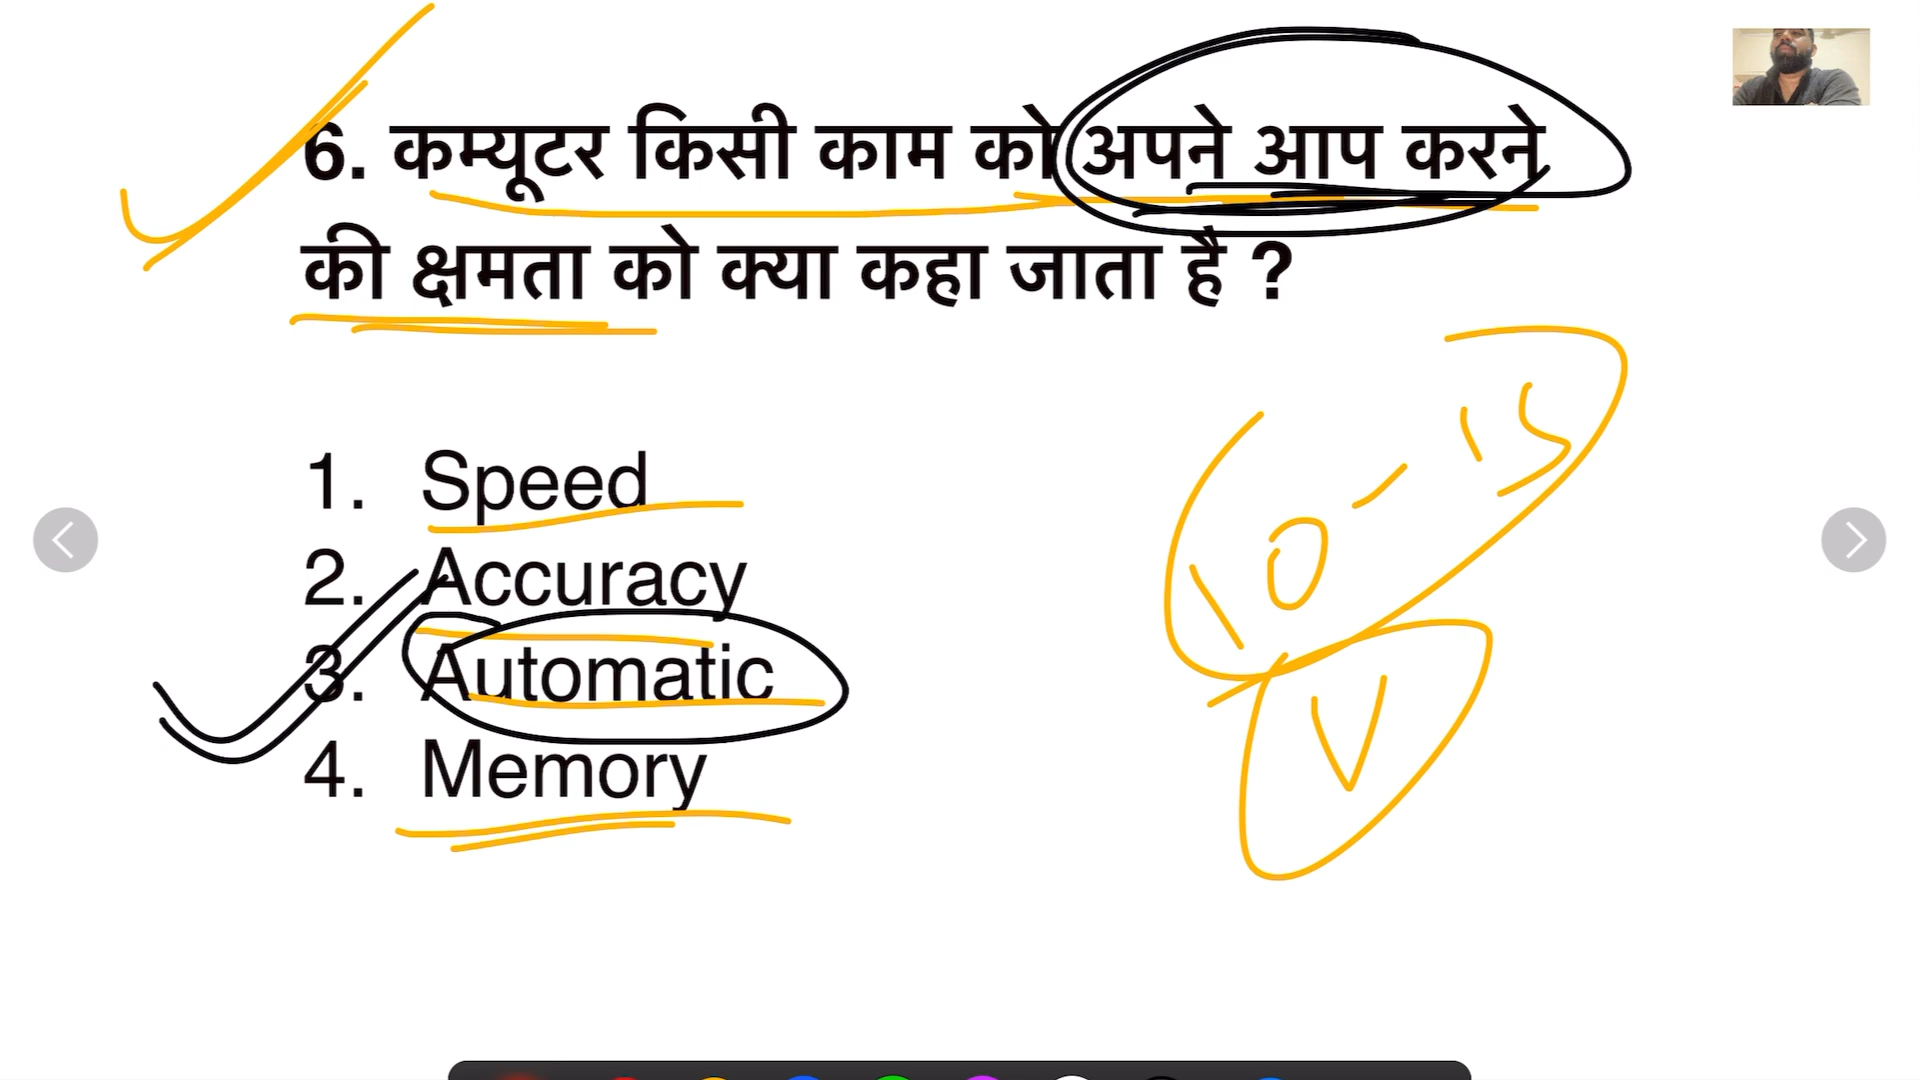 6. कम्प्यूटर किसी काम को अपने आप करने
की क्षमता को क्या कहा जाता है ?
1. Speed
2. Accuracy
3. Automatic
4. Memory
10-15
V